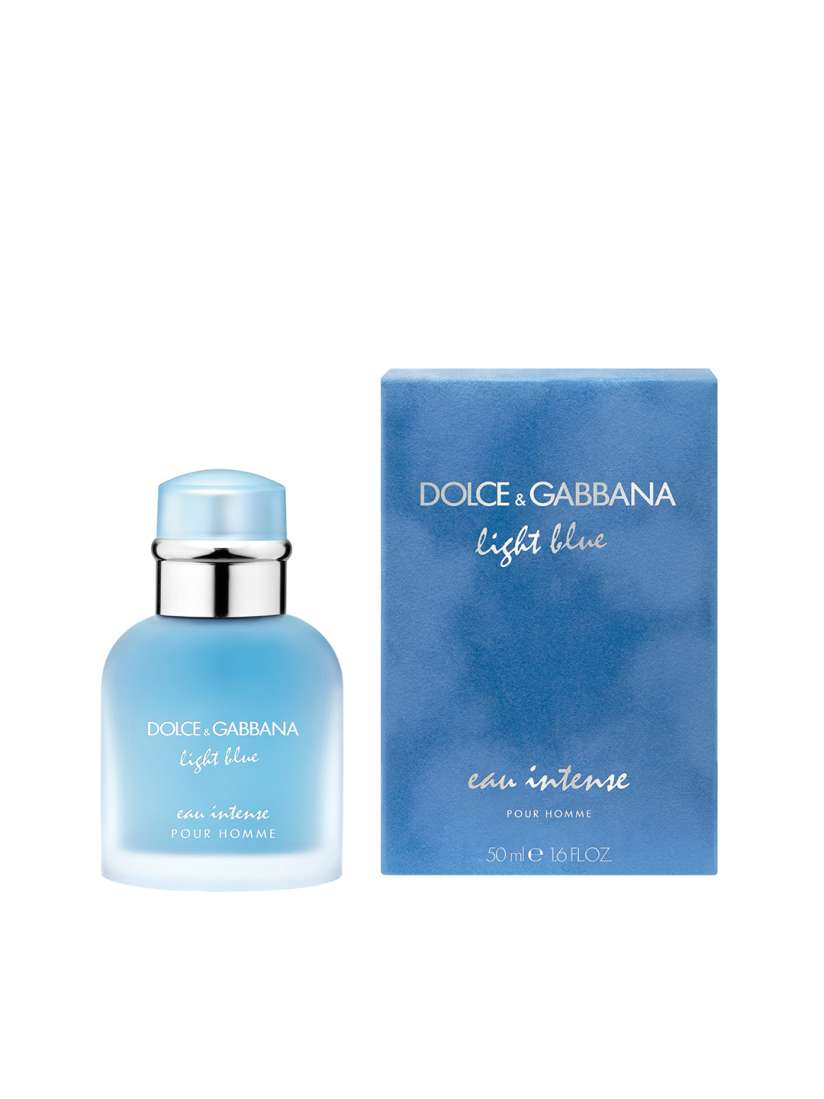 DOLCE & GABBANA
light blue
eau intense
POUR HOMME
DOLCE & GABBANA
light blue
eau intense
POUR HOMME
50 ml e 1.6 FL.OZ.